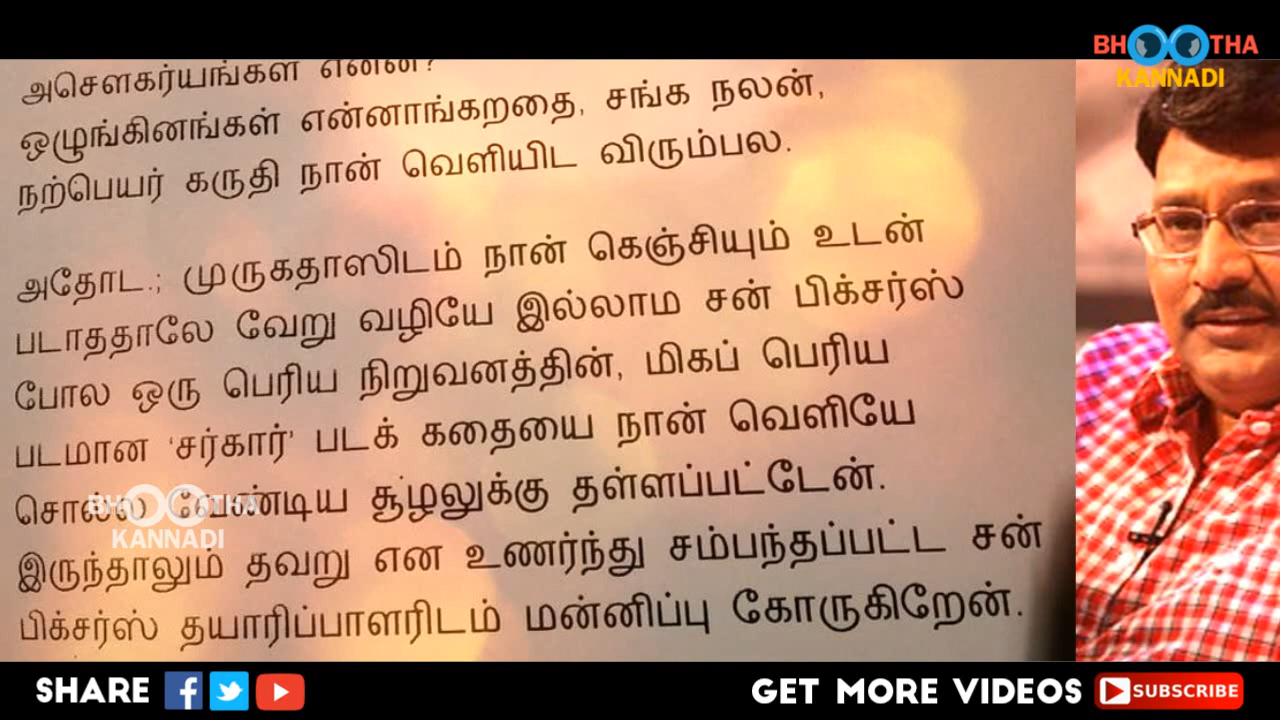 BHOOTHA
KANNADI
அசௌகர்யங்கள் என்ன?
ஒழுங்கினங்கள் என்னாங்கறதை, சங்க நலன்,
நற்பெயர் கருதி நான் வெளியிட விரும்பல.
அதோட.; முருகதாஸிடம் நான் கெஞ்சியும் உடன்
படாததாலே வேறு வழியே இல்லாம சன் பிக்சர்ஸ்
போல ஒரு பெரிய நிறுவனத்தின், மிகப் பெரிய
படமான 'சர்கார்' படக் கதையை நான் வெளியே
சொல்ல வேண்டிய சூழலுக்கு தள்ளப்பட்டேன்.
BHOOTHA
KANNADI
இருந்தாலும் தவறு என உணர்ந்து சம்பந்தப்பட்ட சன்
பிக்சர்ஸ் தயாரிப்பாளரிடம் மன்னிப்பு கோருகிறேன்.
SHARE GET MORE VIDEOS SUBSCRIBE